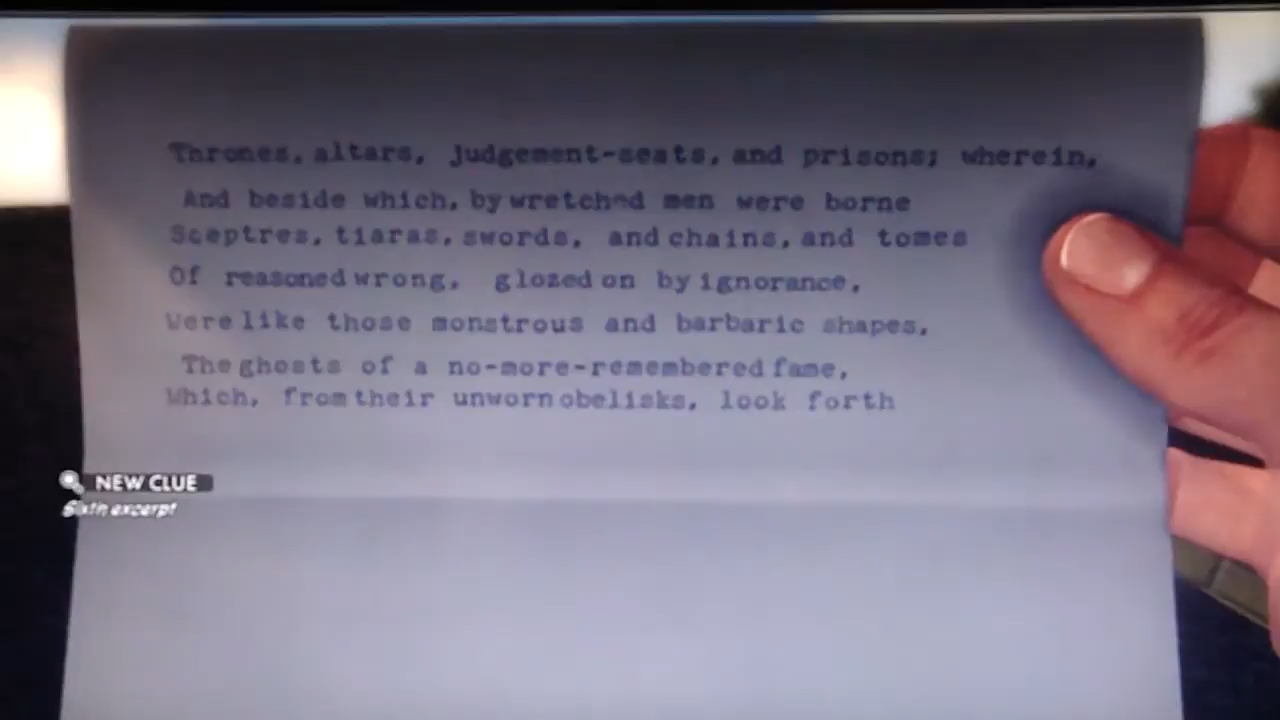 Thrones, altars, judgement-seats, and prisons; wherein,
And beside which, by wretched men were borne
Sceptres, tiaras, swords, and chains, and tomes
Of reasoned wrong, glozed on by ignorance,
Were like those monstrous and barbaric shapes,
The ghosts of a no-more-remembered fame,
Which, from their unworn obelisks, look forth
NEW CLUE
Sixth excerpt